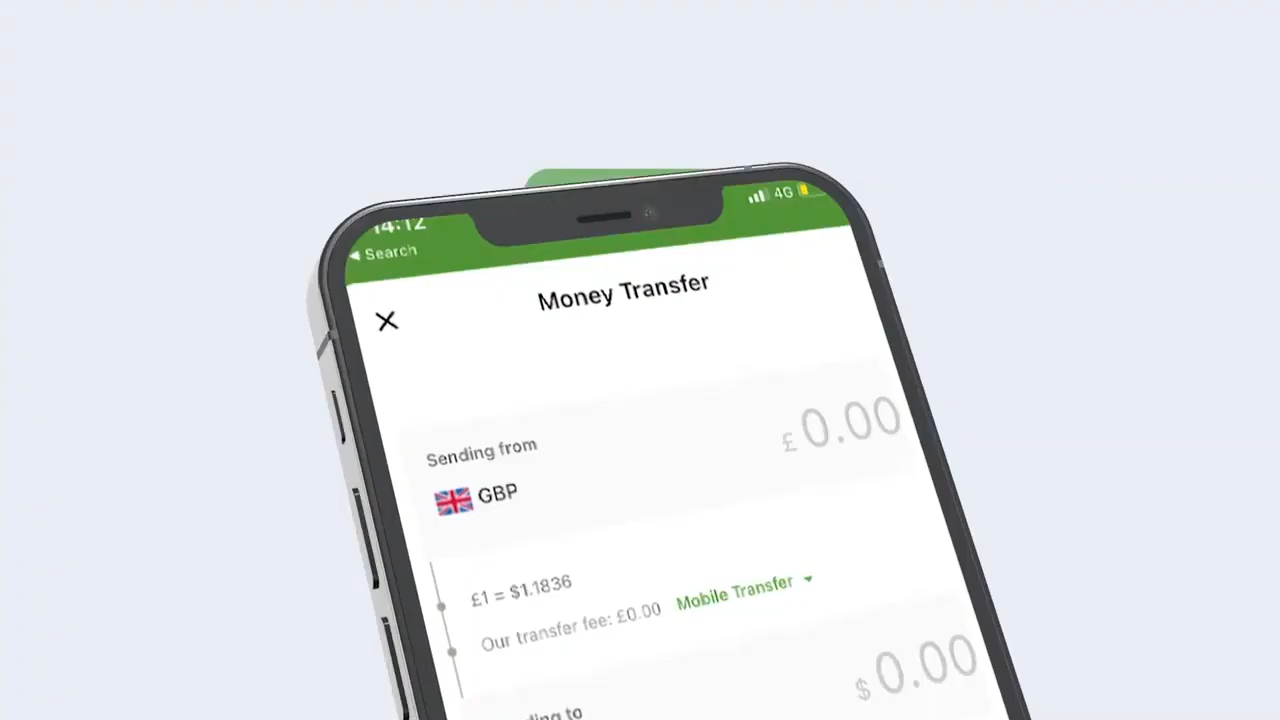 14:12
4G
Search
Money Transfer
Sending from
£ 0.00
GBP
£1 = $1.1836
Our transfer fee: £0.00 Mobile Transfer
$ 0.00
to